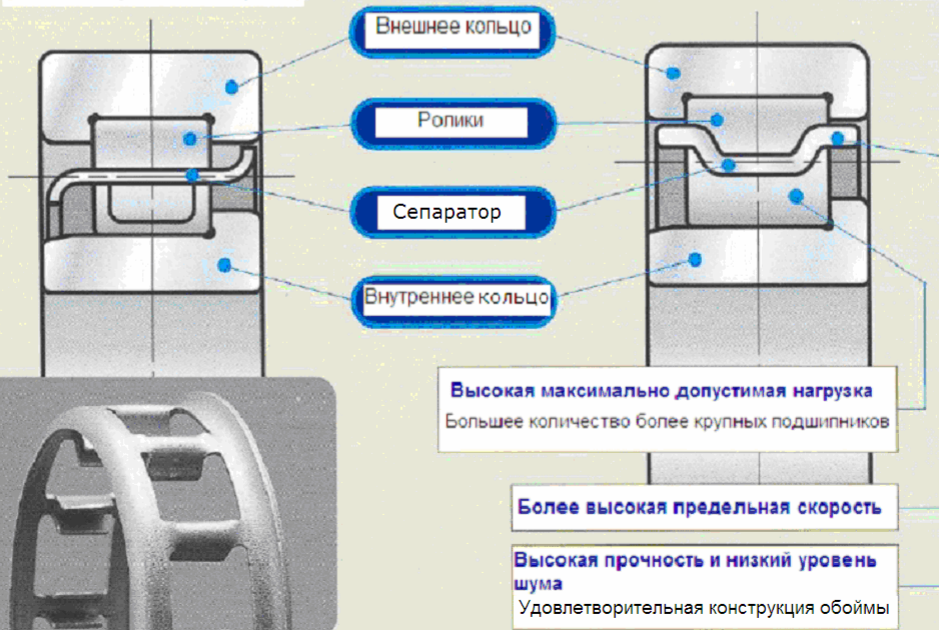 Внешнее кольцо
Ролики
Сепаратор
Внутреннее кольцо
Высокая максимально допустимая нагрузка
Большее количество более крупных подшипников
Более высокая предельная скорость
Высокая прочность и низкий уровень
шума
Удовлетворительная конструкция обоймы